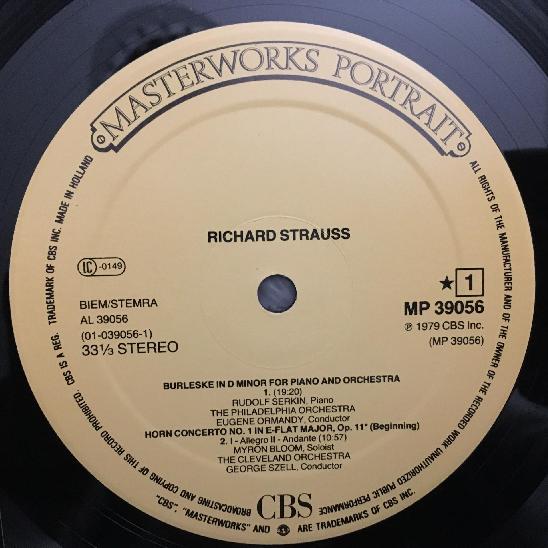 MASTERWORKS PORTRAIT
RICHARD STRAUSS
LC -0149
★ 1
BIEM/STEMRA
AL 39056
(01-039056-1)
33⅓ STEREO
MP 39056
℗ 1979 CBS Inc.
(MP 39056)
BURLESKE IN D MINOR FOR PIANO AND ORCHESTRA
1. (19:20)
RUDOLF SERKIN, Piano
THE PHILADELPHIA ORCHESTRA
EUGENE ORMANDY, Conductor
HORN CONCERTO NO. 1 IN E-FLAT MAJOR, Op. 11* (Beginning)
2. I - Allegro II - Andante (10:57)
MYRON BLOOM, Soloist
THE CLEVELAND ORCHESTRA
GEORGE SZELL, Conductor
CBS
ALL RIGHTS OF THE MANUFACTURER AND OF THE OWNER OF THE RECORDED WORK UNAUTHORIZED PUBLIC PERFORMANCE BROADCASTING AND COPYING OF THIS RECORD PROHIBITED. CBS IS A REG. TRADEMARK OF CBS INC. MADE IN HOLLAND
"CBS", "MASTERWORKS" AND ARE TRADEMARKS OF CBS INC.